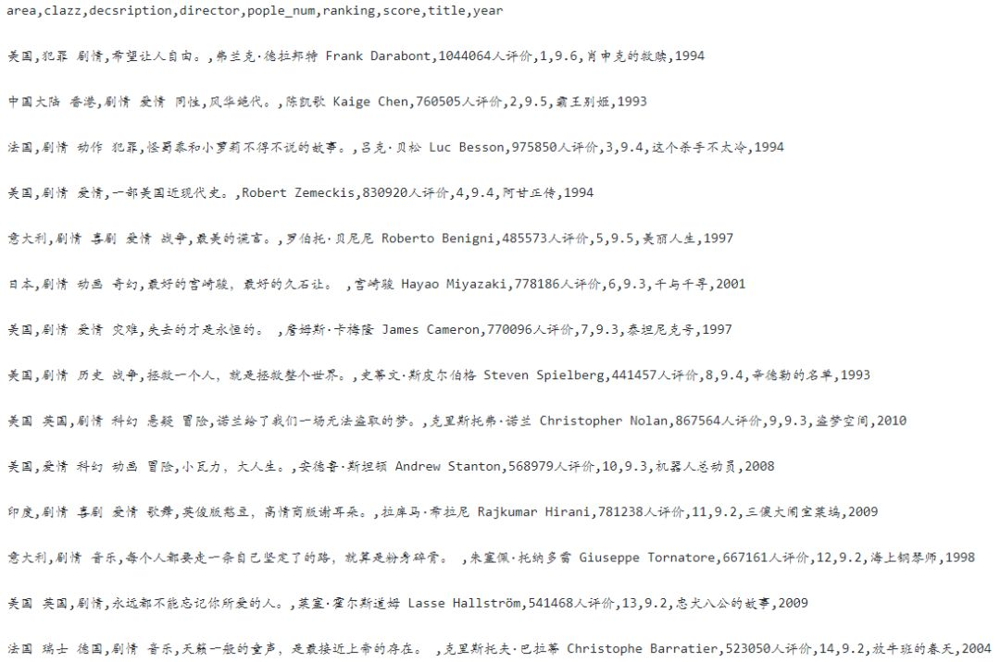 area,clazz,decsription,director,pople_num,ranking,score,title,year
美国,犯罪 剧情,希望让人自由。,弗兰克·德拉邦特 Frank Darabont,1044064人评价,1,9.6,肖申克的救赎,1994
中国大陆 香港,剧情 爱情 同性,风华绝代。,陈凯歌 Kaige Chen,760505人评价,2,9.5,霸王别姬,1993
法国,剧情 动作 犯罪,怪蜀黍和小萝莉不得不说的故事。,吕克·贝松 Luc Besson,975850人评价,3,9.4,这个杀手不太冷,1994
美国,剧情 爱情,一部美国近现代史。,Robert Zemeckis,830920人评价,4,9.4,阿甘正传,1994
意大利,剧情 喜剧 爱情 战争,最美的谎言。,罗伯托·贝尼尼 Roberto Benigni,485573人评价,5,9.5,美丽人生,1997
日本,剧情 动画 奇幻,最好的宫崎骏，最好的久石让。 ,宫崎骏 Hayao Miyazaki,778186人评价,6,9.3,千与千寻,2001
美国,剧情 爱情 灾难,失去的才是永恒的。 ,詹姆斯·卡梅隆 James Cameron,770096人评价,7,9.3,泰坦尼克号,1997
美国,剧情 历史 战争,拯救一个人，就是拯救整个世界。,史蒂文·斯皮尔伯格 Steven Spielberg,441457人评价,8,9.4,辛德勒的名单,1993
美国 英国,剧情 科幻 悬疑 冒险,诺兰给了我们一场无法盗取的梦。,克里斯托弗·诺兰 Christopher Nolan,867564人评价,9,9.3,盗梦空间,2010
美国,爱情 科幻 动画 冒险,小瓦力，大人生。,安德鲁·斯坦顿 Andrew Stanton,568979人评价,10,9.3,机器人总动员,2008
印度,剧情 喜剧 爱情 歌舞,英俊版憨豆，高情商版谢耳朵。,拉库马·希拉尼 Rajkumar Hirani,781238人评价,11,9.2,三傻大闹宝莱坞,2009
意大利,剧情 音乐,每个人都要走一条自己坚定了的路，就算是粉身碎骨。 ,朱塞佩·托纳多雷 Giuseppe Tornatore,667161人评价,12,9.2,海上钢琴师,1998
美国 英国,剧情,永远都不能忘记你所爱的人。,莱塞·霍尔斯道姆 Lasse Hallström,541468人评价,13,9.2,忠犬八公的故事,2009
法国 瑞士 德国,剧情 音乐,天籁一般的童声，是最接近上帝的存在。 ,克里斯托夫·巴拉蒂 Christophe Barratier,523050人评价,14,9.2,放牛班的春天,2004